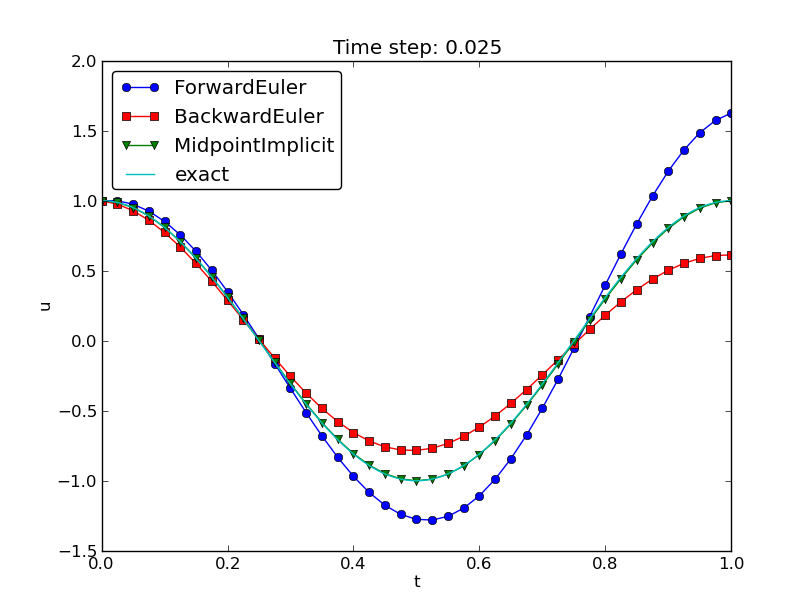 Time step: 0.025
ForwardEuler
BackwardEuler
MidpointImplicit
exact
2.0
1.5
1.0
0.5
0.0
−0.5
−1.0
−1.5
u
0.0 0.2 0.4 0.6 0.8 1.0
t